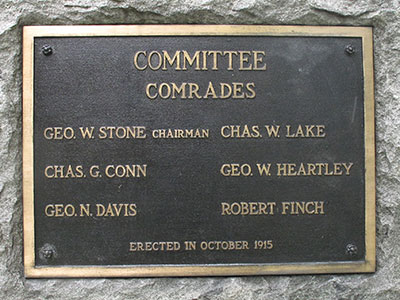 COMMITTEE
COMRADES
GEO. W. STONE CHAIRMAN CHAS. W. LAKE
CHAS. G. CONN GEO. W. HEARTLEY
GEO. N. DAVIS ROBERT FINCH
ERECTED IN OCTOBER 1915